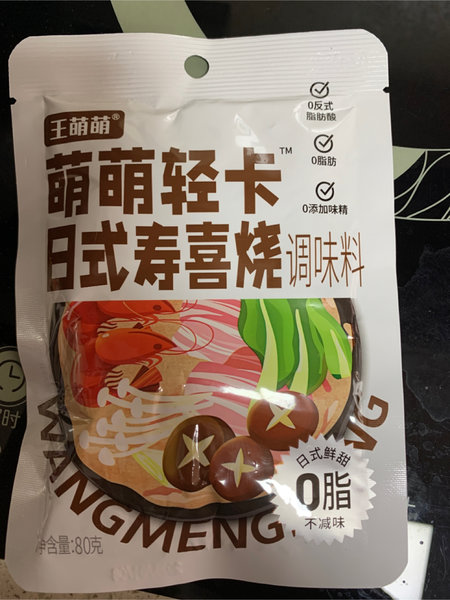 王萌萌®
0反式
脂肪酸
0脂肪
0添加味精
萌萌轻卡™
日式寿喜烧调味料
时
WANGMENGMENG
日式鲜甜
0脂
不减味
净含量:80克